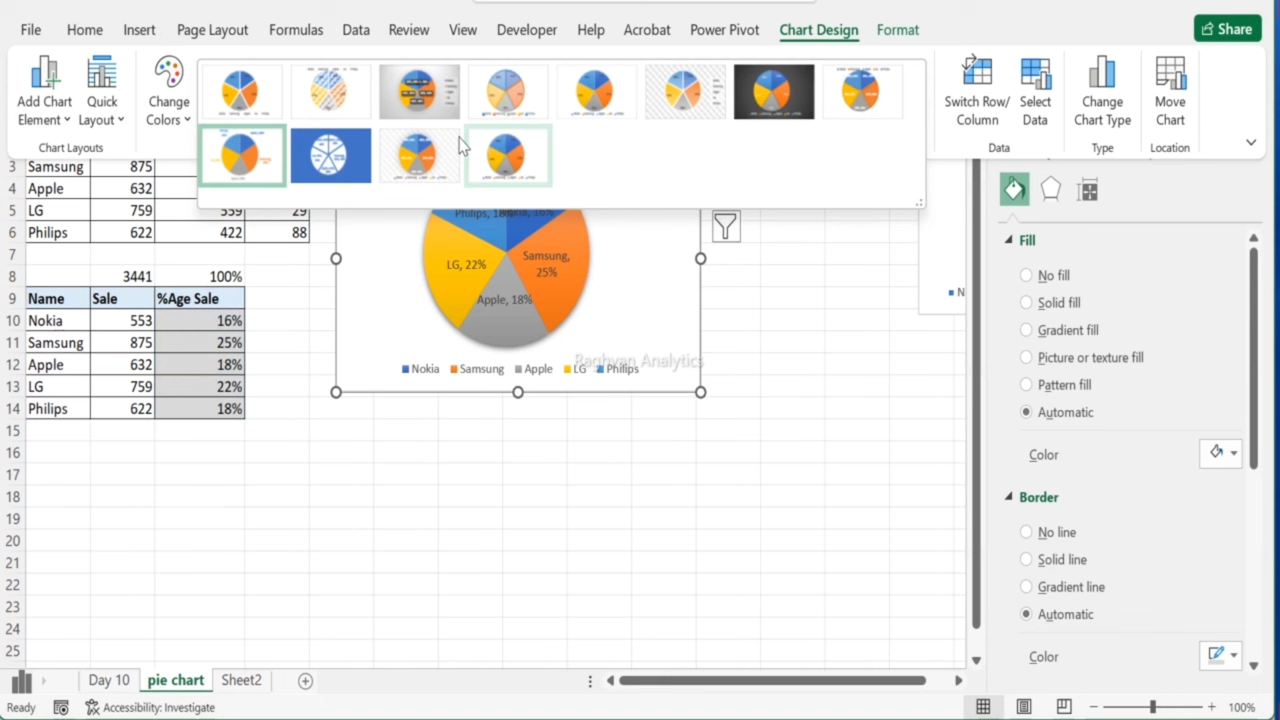 File Home Insert Page Layout Formulas Data Review View Developer Help Acrobat Power Pivot Chart Design Format Share
Add Chart Element
Quick Layout
Change Colors
Switch Row/ Column
Select Data
Change Chart Type
Move Chart
Chart Layouts
Data
Type
Location
3 Samsung 875
4 Apple 632
5 LG 759 539 29
6 Philips 622 422 88
7
8 3441 100%
9 Name Sale %Age Sale
10 Nokia 553 16%
11 Samsung 875 25%
12 Apple 632 18%
13 LG 759 22%
14 Philips 622 18%
15
16
17
18
19
20
21
22
23
24
25
Philips, 18%
Nokia, 16%
LG, 22%
Samsung, 25%
Apple, 18%
Raghvan Analytics
Nokia Samsung Apple LG Philips
N
Fill
No fill
Solid fill
Gradient fill
Picture or texture fill
Pattern fill
Automatic
Color
Border
No line
Solid line
Gradient line
Automatic
Color
Day 10 pie chart Sheet2
Ready Accessibility: Investigate 100%